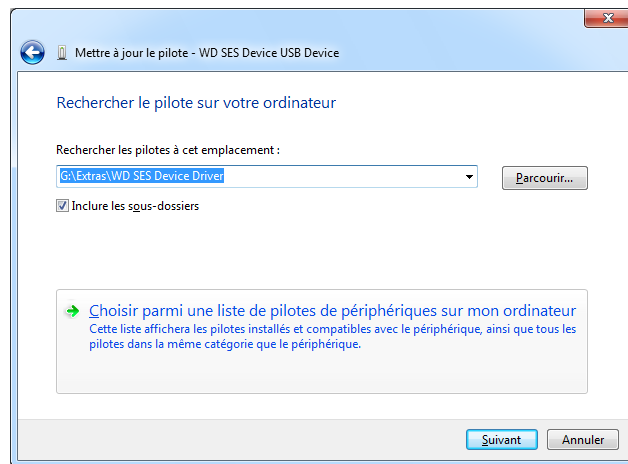 Mettre à jour le pilote - WD SES Device USB Device
Rechercher le pilote sur votre ordinateur
Rechercher les pilotes à cet emplacement :
G:\Extras\WD SES Device Driver
Parcourir...
Inclure les sous-dossiers
Choisir parmi une liste de pilotes de périphériques sur mon ordinateur
Cette liste affichera les pilotes installés et compatibles avec le périphérique, ainsi que tous les
pilotes dans la même catégorie que le périphérique.
Suivant
Annuler